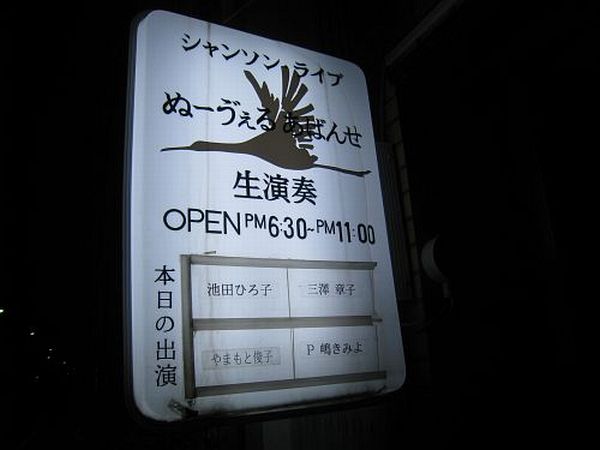 シャンソン ライブ
ぬーゔぇる あばんせ
生演奏
OPEN PM6:30~PM11:00
本日の出演
池田ひろ子 三澤 章子
やまもと俊子 P 嶋きみよ